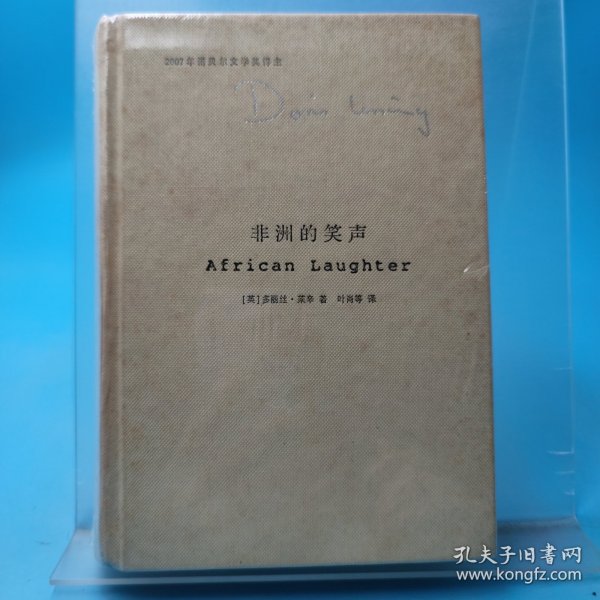 2007年诺贝尔文学奖得主
Doris Lessing
非洲的笑声
African Laughter
[英]多丽丝·莱辛 著 叶肖等 译
孔夫子旧书网
www.kongfz.com